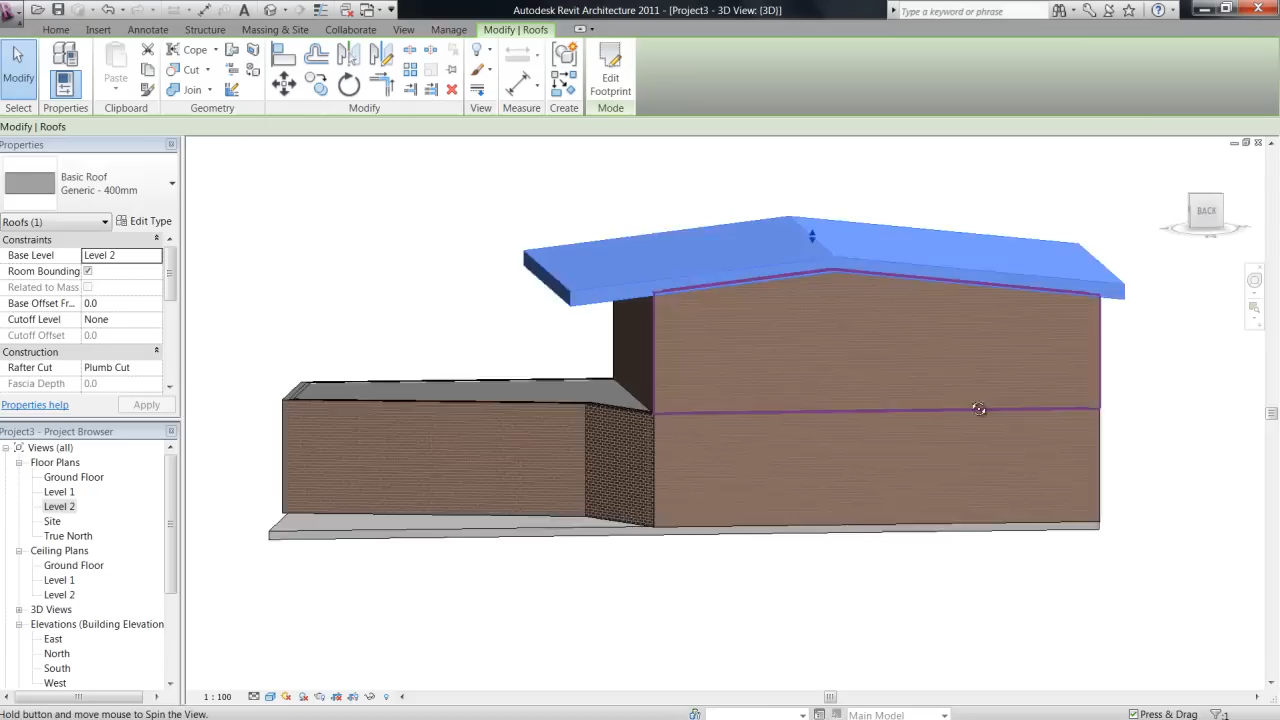 Autodesk Revit Architecture 2011 - [Project3 - 3D View: {3D}]
Type a keyword or phrase
Home Insert Annotate Structure Massing & Site Collaborate View Manage Modify | Roofs
Modify
Paste
Cope
Cut
Join
Edit
Footprint
Select Properties Clipboard Geometry Modify View Measure Create Mode
Modify | Roofs
Properties
Basic Roof
Generic - 400mm
Roofs (1) Edit Type
Constraints
Base Level Level 2
Room Bounding
Related to Mass
Base Offset Fr... 0.0
Cutoff Level None
Cutoff Offset 0.0
Construction
Rafter Cut Plumb Cut
Fascia Depth 0.0
Properties help Apply
Project3 - Project Browser
Views (all)
Floor Plans
Ground Floor
Level 1
Level 2
Site
True North
Ceiling Plans
Ground Floor
Level 1
Level 2
3D Views
Elevations (Building Elevation
East
North
South
West
BACK
1 : 100
Hold button and move mouse to Spin the View.
Main Model
Press & Drag
:1